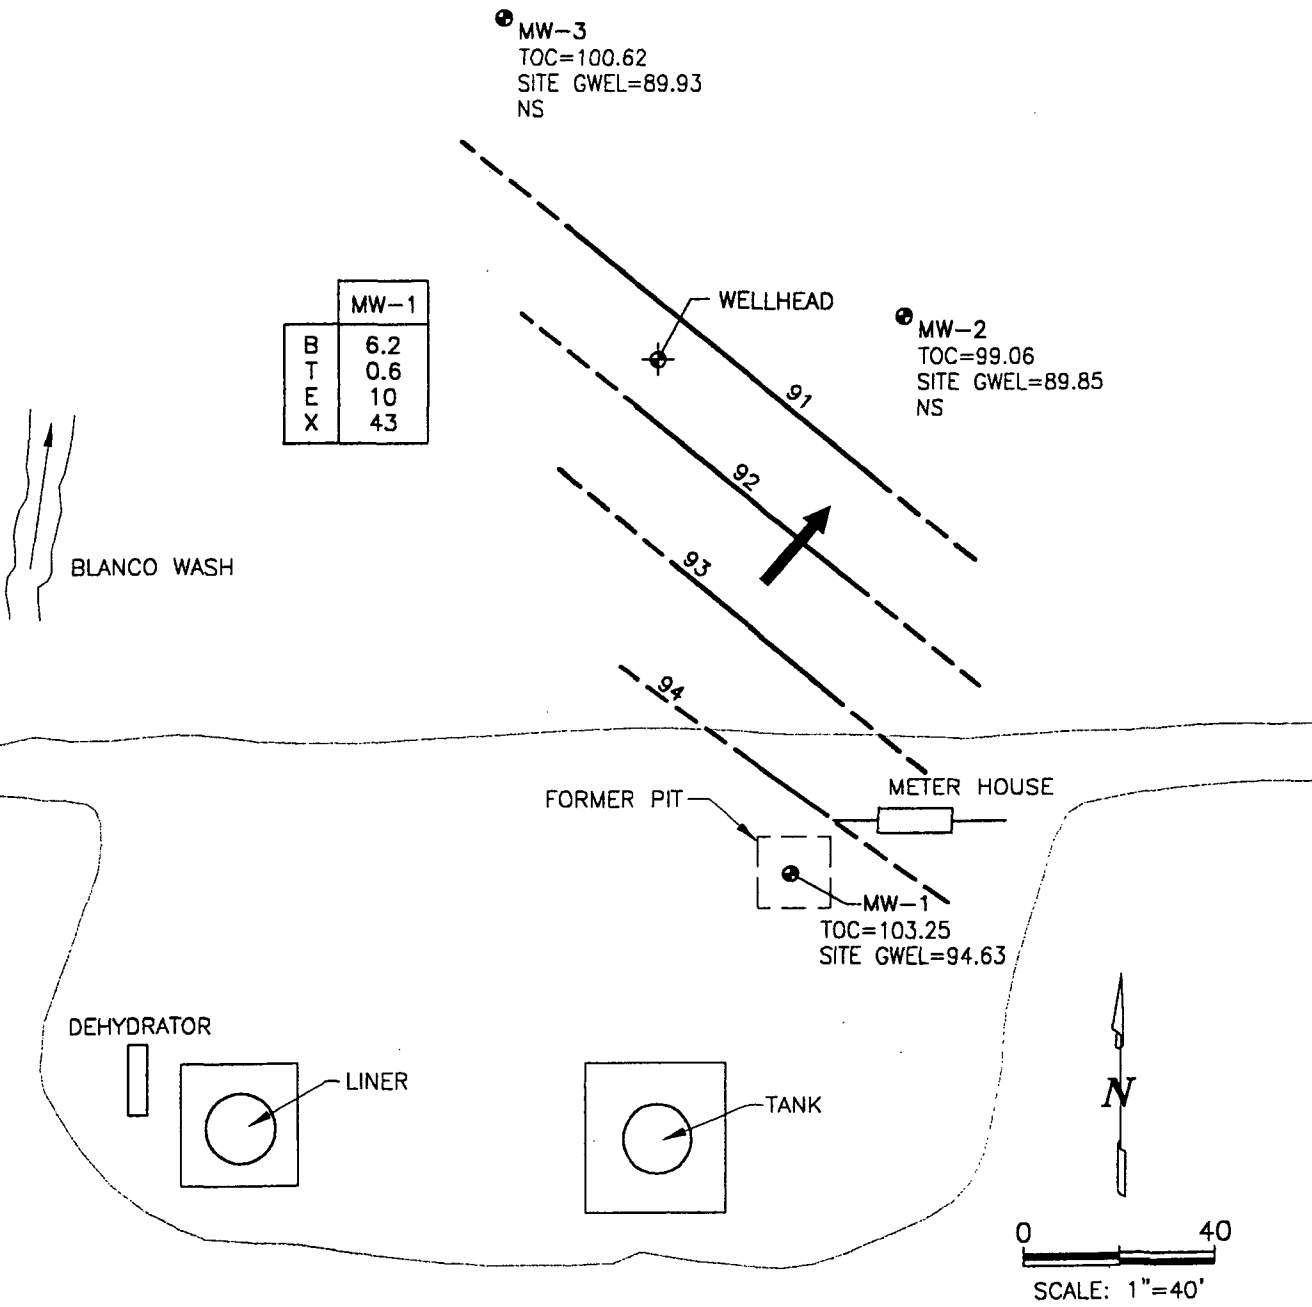 MW-3
TOC=100.62
SITE GWEL=89.93
NS
WELLHEAD
MW-1
B 6.2
T 0.6
E 10
X 43
MW-2
TOC=99.06
SITE GWEL=89.85
NS
91
92
93
94
BLANCO WASH
FORMER PIT
METER HOUSE
MW-1
TOC=103.25
SITE GWEL=94.63
DEHYDRATOR
LINER
TANK
N
0 40
SCALE: 1"=40'